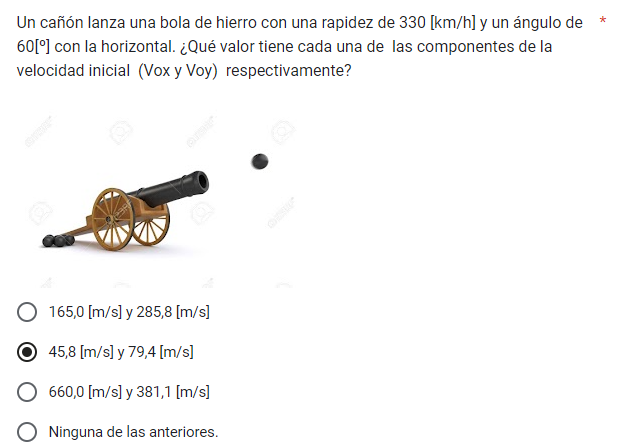 Un cañón lanza una bola de hierro con una rapidez de 330 [km/h] y un ángulo de *
60[º] con la horizontal. ¿Qué valor tiene cada una de las componentes de la
velocidad inicial (Vox y Voy) respectivamente?
165,0 [m/s] y 285,8 [m/s]
45,8 [m/s] y 79,4 [m/s]
660,0 [m/s] y 381,1 [m/s]
Ninguna de las anteriores.